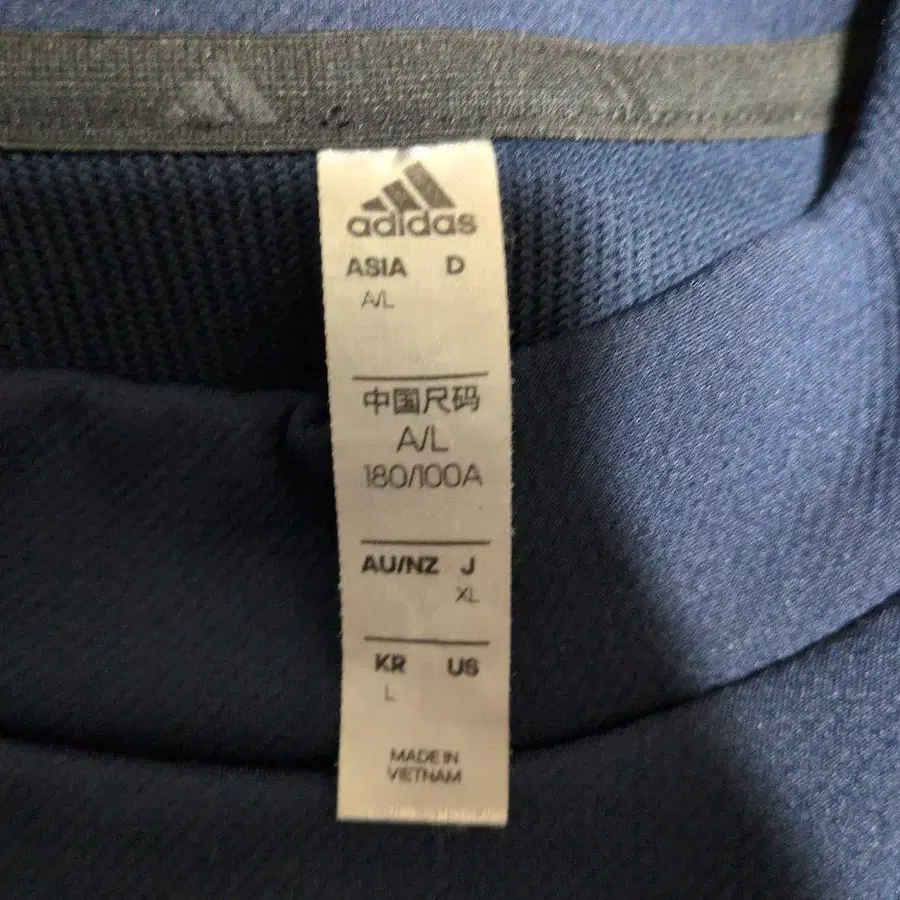 adidas
ASIA D
A/L
中国尺码
A/L
180/100A
AU/NZ J
XL
KR US
L
MADE IN
VIETNAM